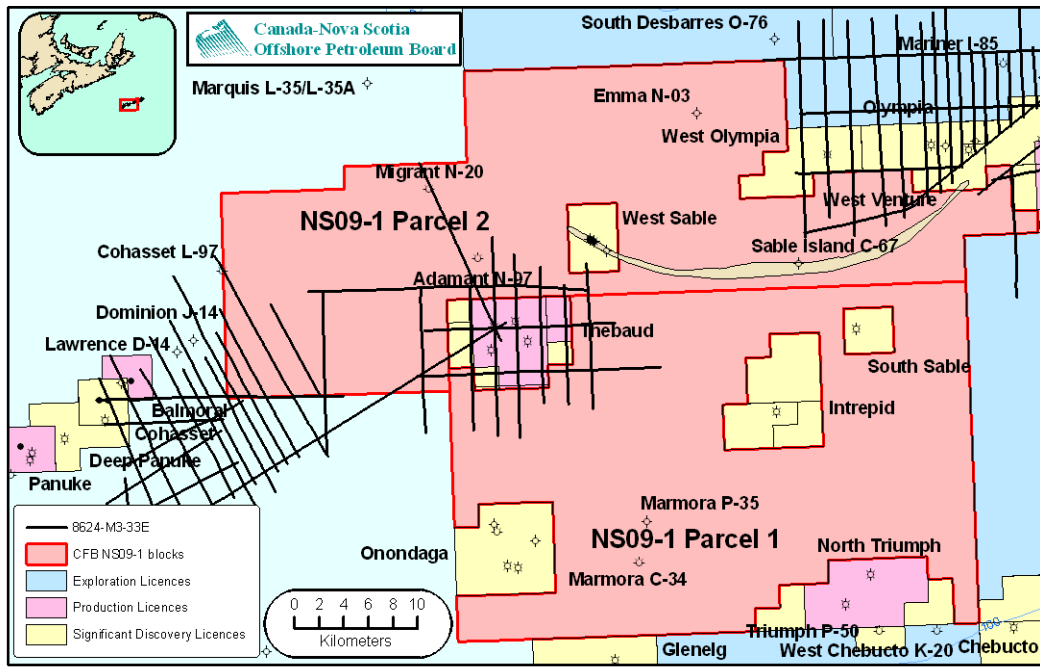 Canada-Nova Scotia
Offshore Petroleum Board
South Desbarres O-76
Mariner I-85
Marquis L-35/L-35A
Emma N-03
Olympia
West Olympia
Migrant N-20
West Venture
NS09-1 Parcel 2
West Sable
Cohasset L-97
Sable Island C-67
Adamant N-97
Dominion J-14
Thebaud
Lawrence D-14
South Sable
Balmoral
Intrepid
Cohasset
Deep Panuke
Panuke
Marmora P-35
NS09-1 Parcel 1
North Triumph
Onondaga
Marmora C-34
8624-M3-33E
CFB NS09-1 blocks
Exploration Licences
Production Licences
Significant Discovery Licences
0 2 4 6 8 10
Kilometers
100
Triumph P-50
West Chebucto K-20
Chebucto
Glenelg